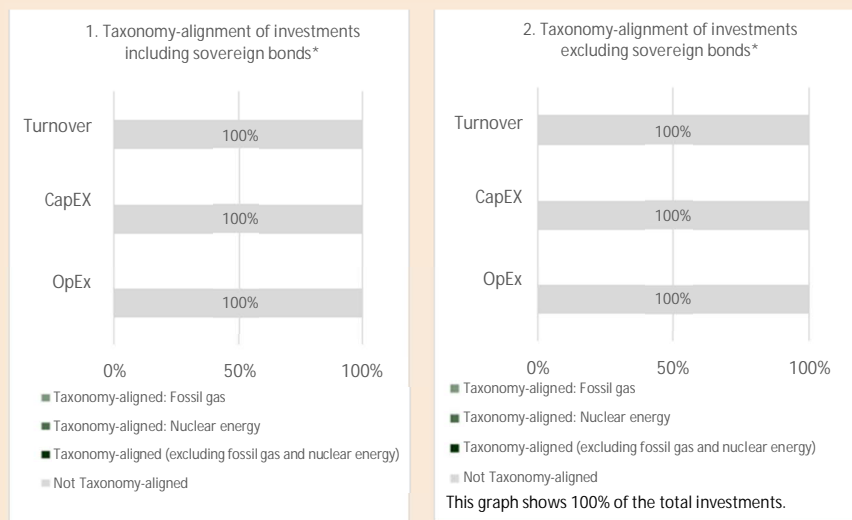 1. Taxonomy-alignment of investments
including sovereign bonds*
Turnover
100%
CapEX
100%
OpEx
100%
0% 50% 100%
Taxonomy-aligned: Fossil gas
Taxonomy-aligned: Nuclear energy
Taxonomy-aligned (excluding fossil gas and nuclear energy)
Not Taxonomy-aligned
2. Taxonomy-alignment of investments
excluding sovereign bonds*
Turnover
100%
CapEX
100%
OpEx
100%
0% 50% 100%
Taxonomy-aligned: Fossil gas
Taxonomy-aligned: Nuclear energy
Taxonomy-aligned (excluding fossil gas and nuclear energy)
Not Taxonomy-aligned
This graph shows 100% of the total investments.